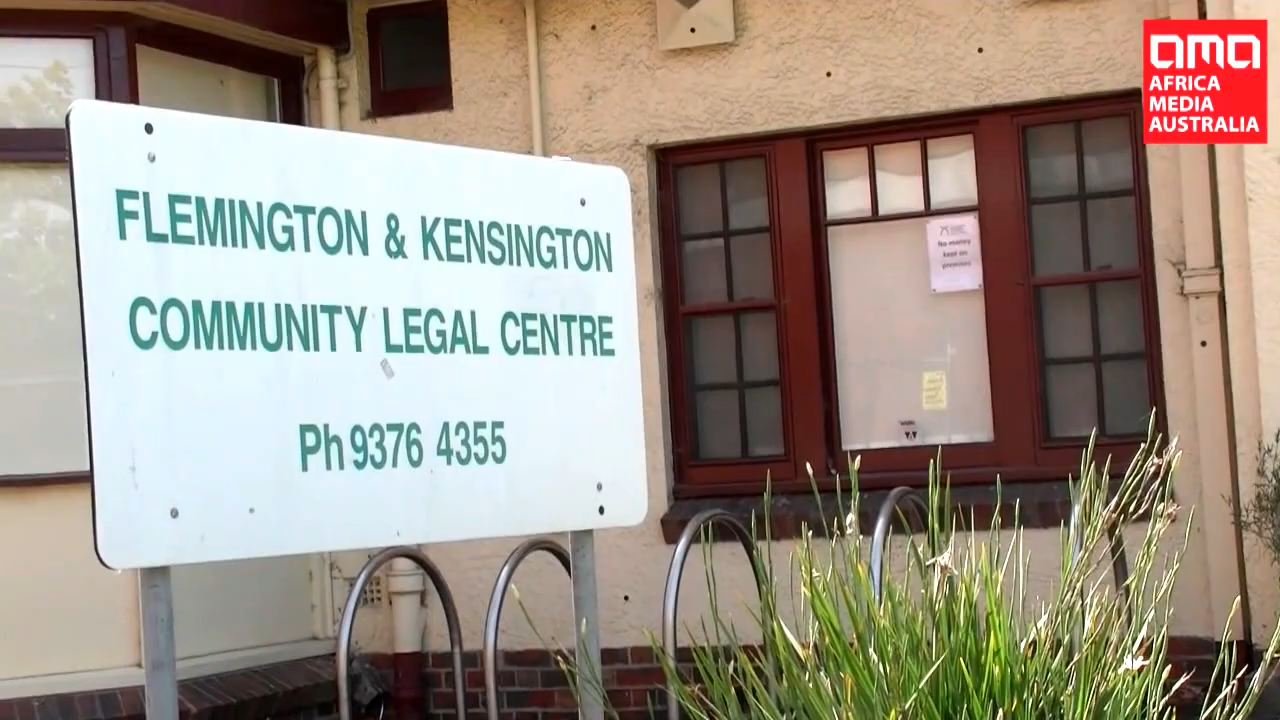 FLEMINGTON & KENSINGTON
COMMUNITY LEGAL CENTRE
Ph 9376 4355
No money
kept on
premises
ama
AFRICA
MEDIA
AUSTRALIA